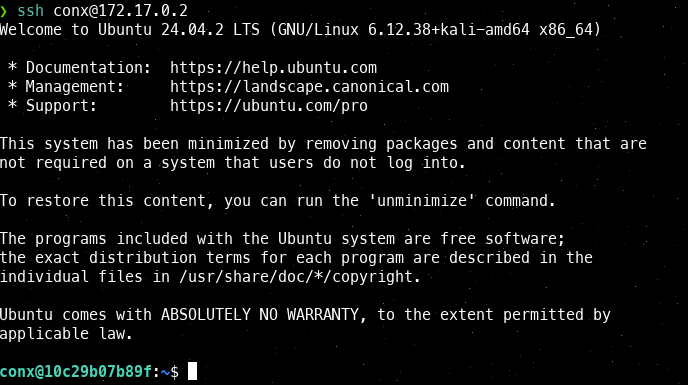 ❯ ssh conx@172.17.0.2
Welcome to Ubuntu 24.04.2 LTS (GNU/Linux 6.12.38+kali-amd64 x86_64)
* Documentation:  https://help.ubuntu.com
* Management:     https://landscape.canonical.com
* Support:        https://ubuntu.com/pro
This system has been minimized by removing packages and content that are
not required on a system that users do not log into.
To restore this content, you can run the 'unminimize' command.
The programs included with the Ubuntu system are free software;
the exact distribution terms for each program are described in the
individual files in /usr/share/doc/*/copyright.
Ubuntu comes with ABSOLUTELY NO WARRANTY, to the extent permitted by
applicable law.
conx@10c29b07b89f:~$